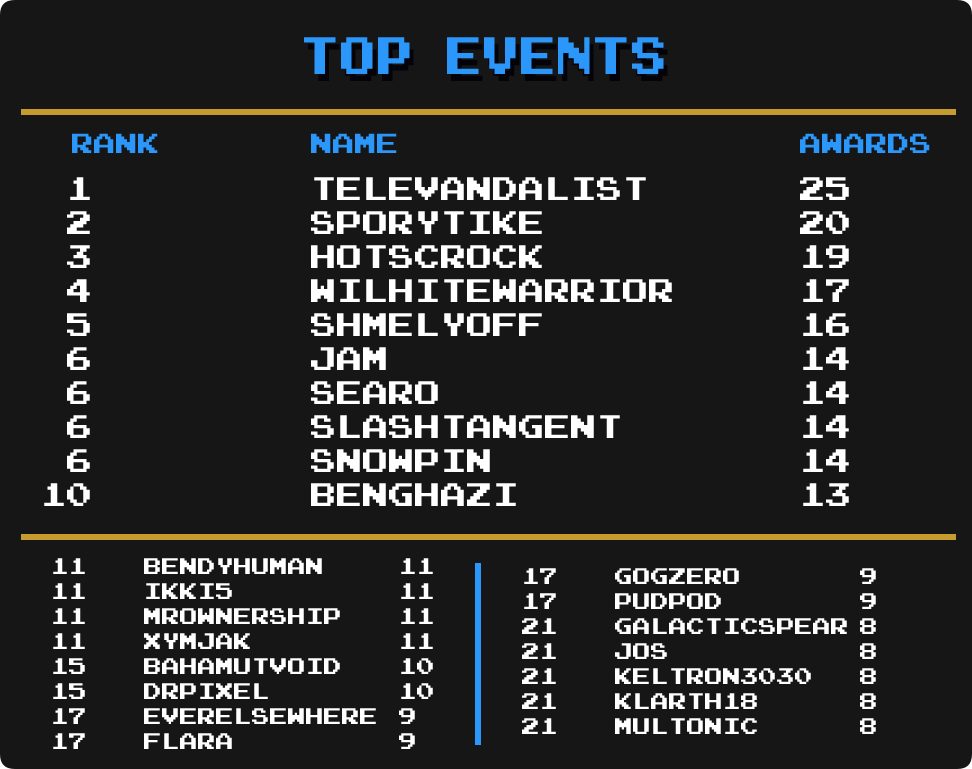 TOP EVENTS
RANK NAME AWARDS
1 TELEVANDALIST 25
2 SPORYTIKE 20
3 HOTSCROCK 19
4 WILHITEWARRIOR 17
5 SHMELYOFF 16
6 JAM 14
6 SEARO 14
6 SLASHTANGENT 14
6 SNOWPIN 14
10 BENGHAZI 13
11 BENDYHUMAN 11
11 IKKI5 11
11 MROWNERSHIP 11
11 XYMJAK 11
15 BAHAMUTVOID 10
15 DRPIXEL 10
17 EVERELSEWHERE 9
17 FLARA 9
17 GOGZERO 9
17 PUDPOD 9
21 GALACTICSPEAR 8
21 JOS 8
21 KELTRON3030 8
21 KLARTH18 8
21 MULTONIC 8